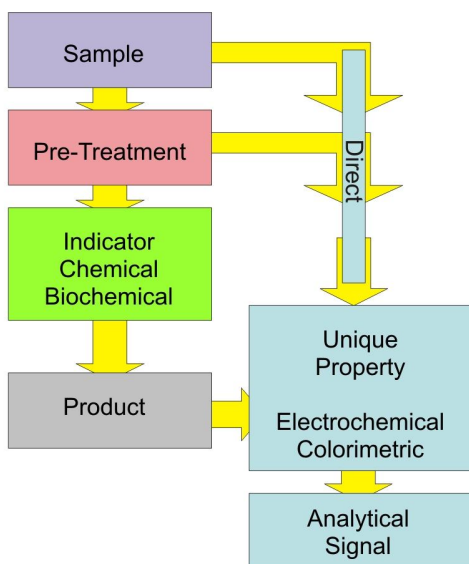 Sample
Pre-Treatment
Direct
Indicator
Chemical
Biochemical
Product
Unique
Property
Electrochemical
Colorimetric
Analytical
Signal